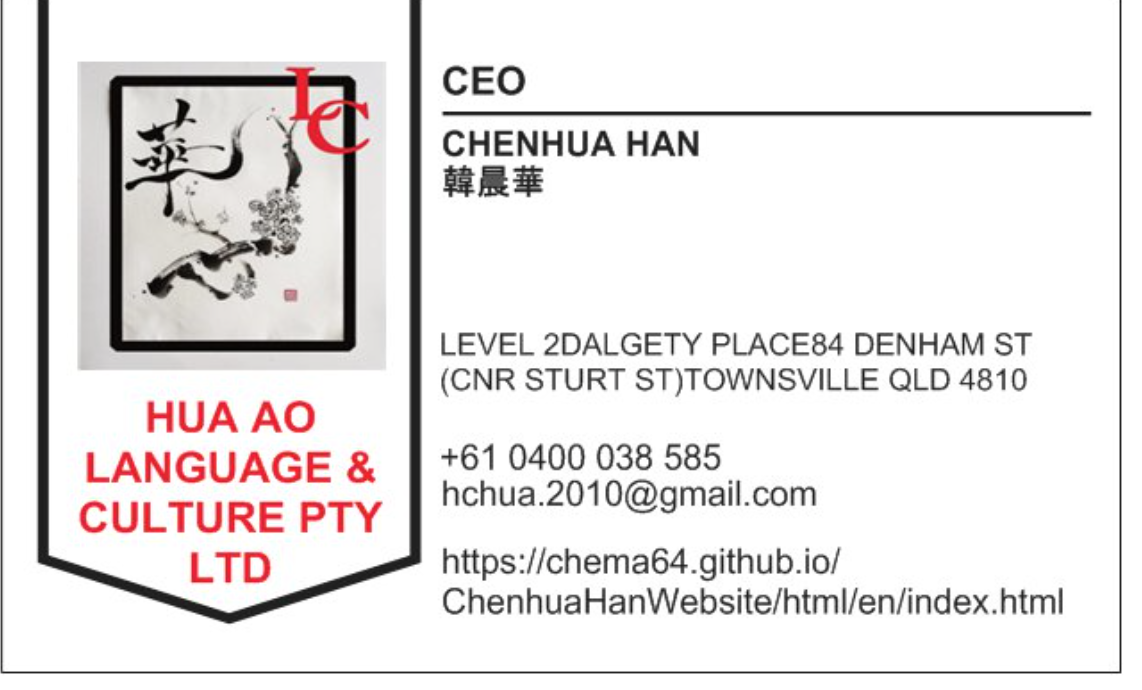 華
LC
HUA AO
LANGUAGE &
CULTURE PTY
LTD
CEO
CHENHUA HAN
韓晨華
LEVEL 2DALGETY PLACE84 DENHAM ST
(CNR STURT ST)TOWNSVILLE QLD 4810
+61 0400 038 585
hchua.2010@gmail.com
https://chema64.github.io/
ChenhuaHanWebsite/html/en/index.html